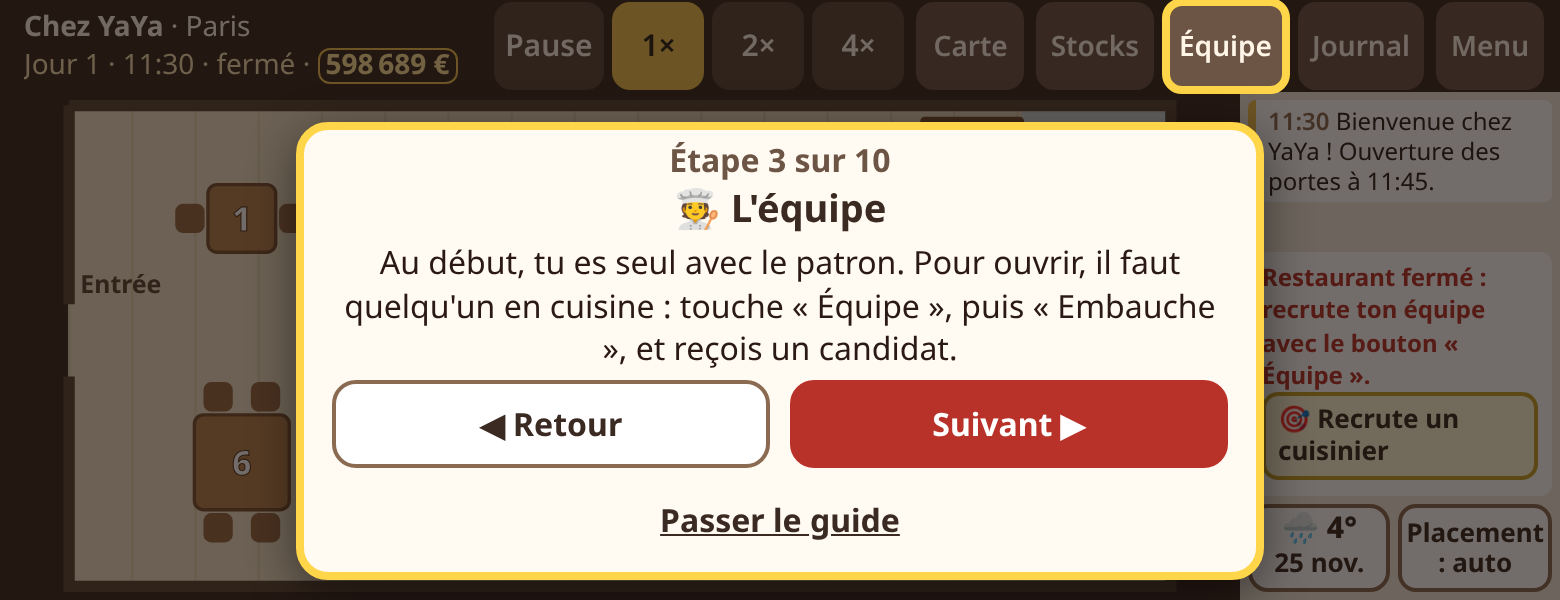 Chez YaYa · Paris
Jour 1 · 11:30 · fermé · 598 689 €
Pause
1×
2×
4×
Carte
Stocks
Équipe
Journal
Menu
Étape 3 sur 10
🧑‍🍳 L'équipe
Au début, tu es seul avec le patron. Pour ouvrir, il faut
quelqu'un en cuisine : touche « Équipe », puis « Embauche
», et reçois un candidat.
◀ Retour
Suivant ▶
Passer le guide
1
Entrée
6
11:30 Bienvenue chez
YaYa ! Ouverture des
portes à 11:45.
Restaurant fermé :
recrute ton équipe
avec le bouton «
Équipe ».
🎯 Recrute un
cuisinier
🌧️ 4°
25 nov.
Placement
: auto